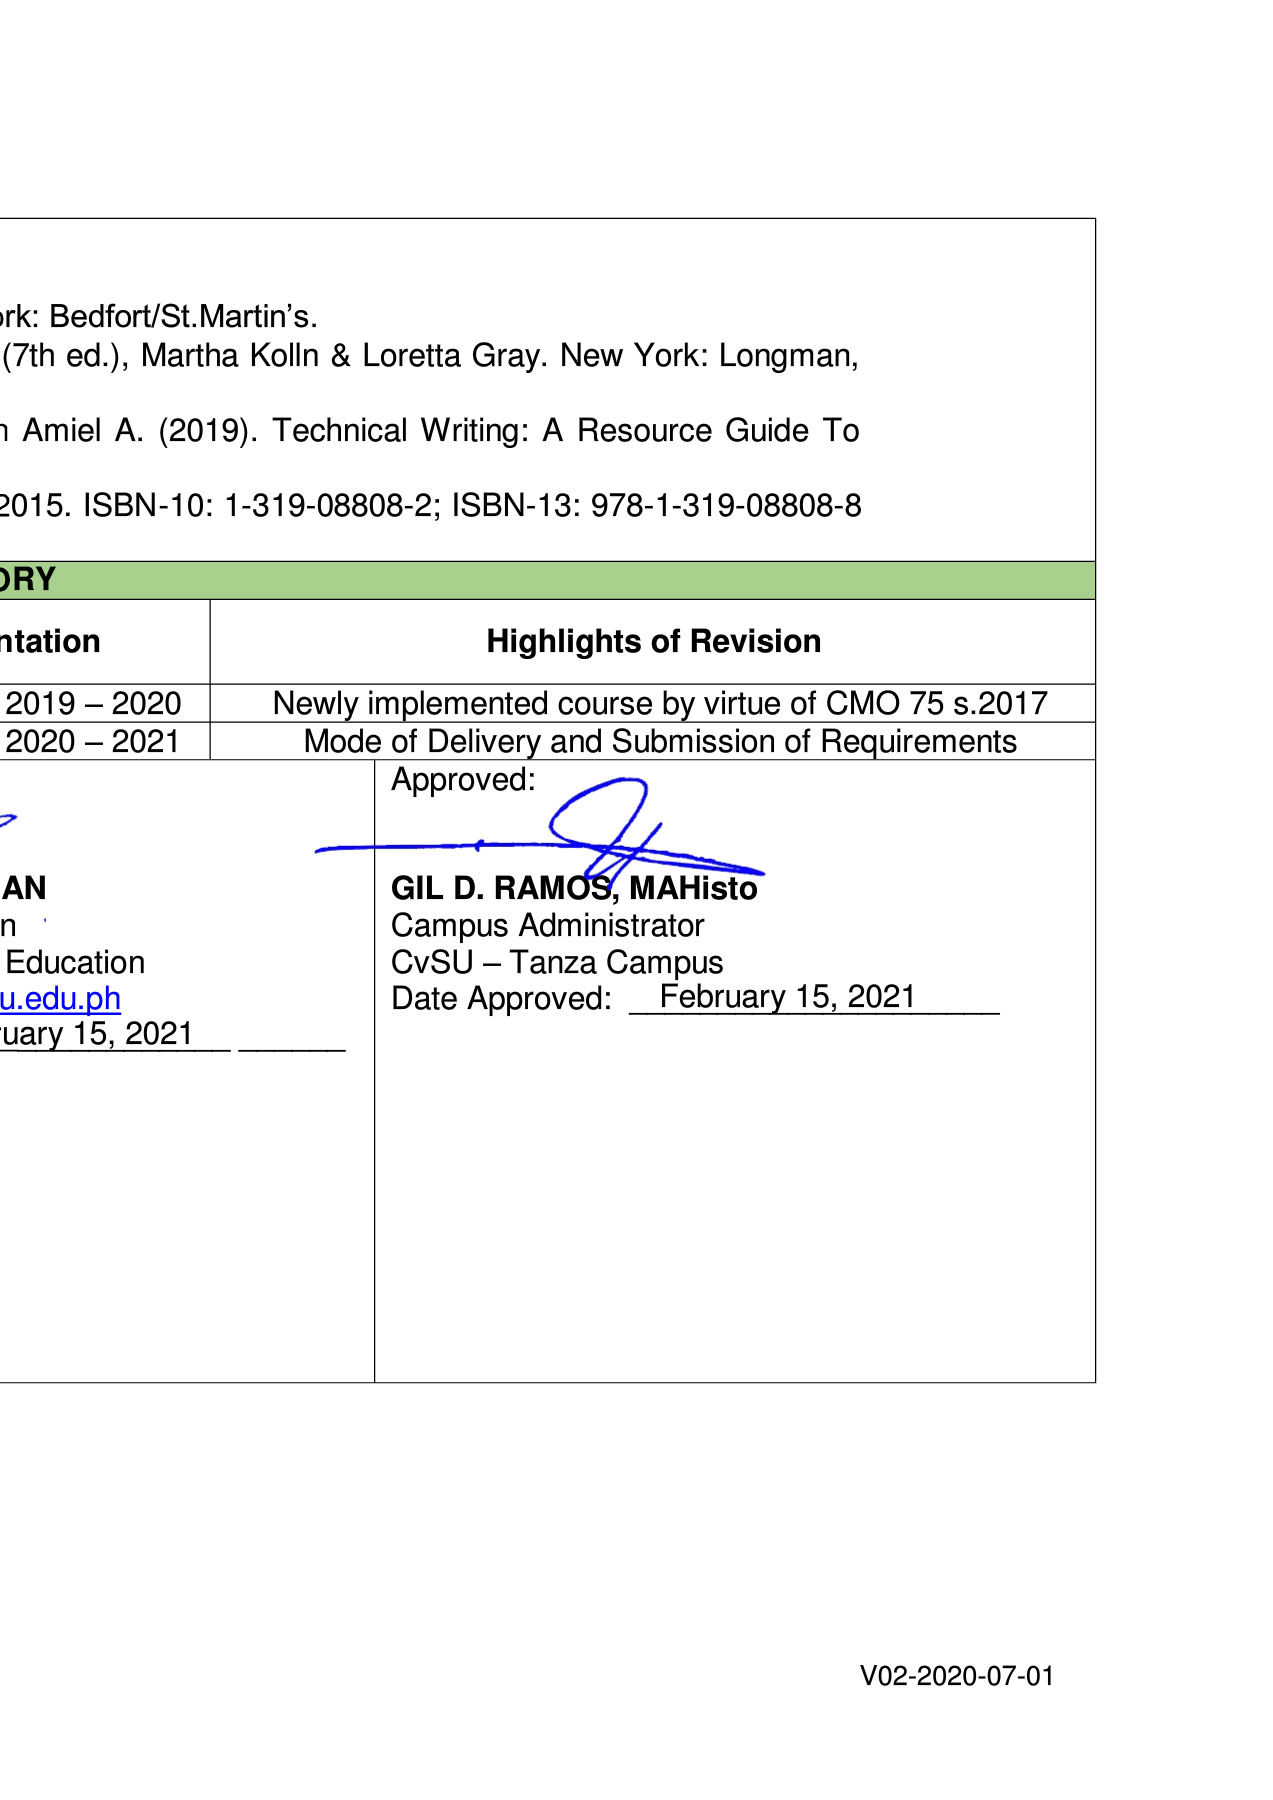 ork: Bedfort/St.Martin’s.
(7th ed.), Martha Kolln & Loretta Gray. New York: Longman,
n Amiel A. (2019). Technical Writing: A Resource Guide To
2015. ISBN-10: 1-319-08808-2; ISBN-13: 978-1-319-08808-8
ORY
ntation Highlights of Revision
2019 – 2020 Newly implemented course by virtue of CMO 75 s.2017
2020 – 2021 Mode of Delivery and Submission of Requirements
Approved:
AN GIL D. RAMOS, MAHisto
n Campus Administrator
Education CvSU – Tanza Campus
u.edu.ph Date Approved: February 15, 2021
ruary 15, 2021
V02-2020-07-01